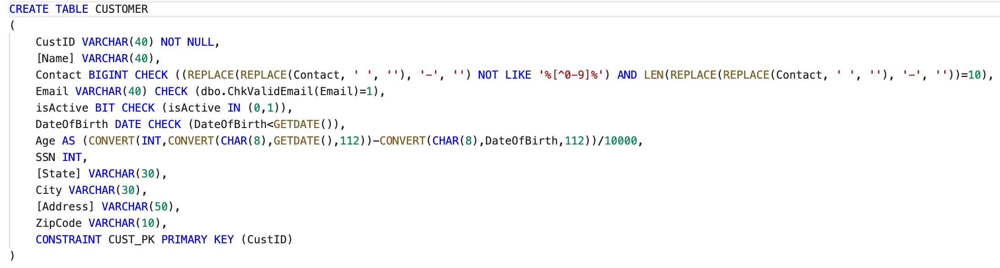 CREATE TABLE CUSTOMER
(
    CustID VARCHAR(40) NOT NULL,
    [Name] VARCHAR(40),
    Contact BIGINT CHECK ((REPLACE(REPLACE(Contact, ' ', ''), '-', '') NOT LIKE '%[^0-9]%') AND LEN(REPLACE(REPLACE(Contact, ' ', ''), '-', ''))=10),
    Email VARCHAR(40) CHECK (dbo.ChkValidEmail(Email)=1),
    isActive BIT CHECK (isActive IN (0,1)),
    DateOfBirth DATE CHECK (DateOfBirth<GETDATE()),
    Age AS (CONVERT(INT,CONVERT(CHAR(8),GETDATE(),112))-CONVERT(CHAR(8),DateOfBirth,112))/10000,
    SSN INT,
    [State] VARCHAR(30),
    City VARCHAR(30),
    [Address] VARCHAR(50),
    ZipCode VARCHAR(10),
    CONSTRAINT CUST_PK PRIMARY KEY (CustID)
)